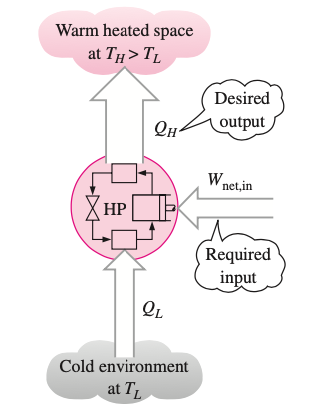 Warm heated space
at T_H > T_L
Desired
output
Q_H
W_net,in
HP
Required
input
Q_L
Cold environment
at T_L